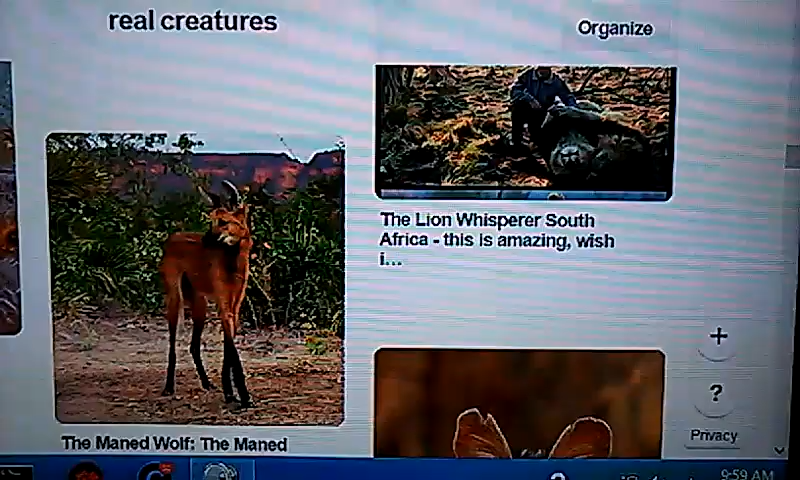 real creatures
Organize
The Lion Whisperer South
Africa - this is amazing, wish
i...
The Maned Wolf: The Maned
+
?
Privacy
9:59 AM